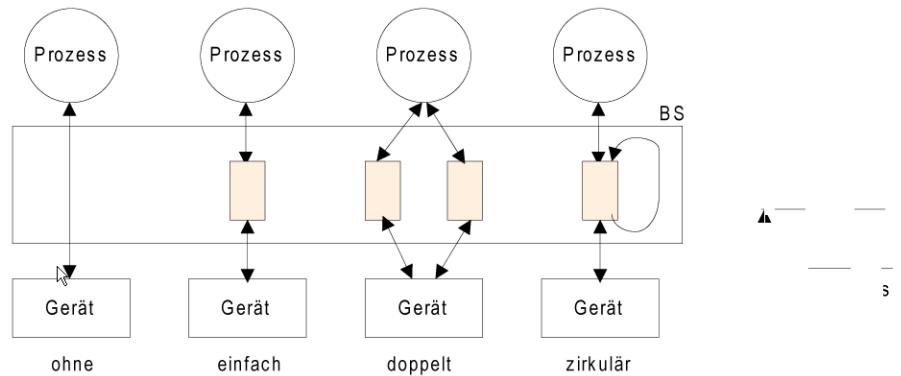 Prozess Prozess Prozess Prozess
BS
s
Gerät Gerät Gerät Gerät
ohne einfach doppelt zirkulär